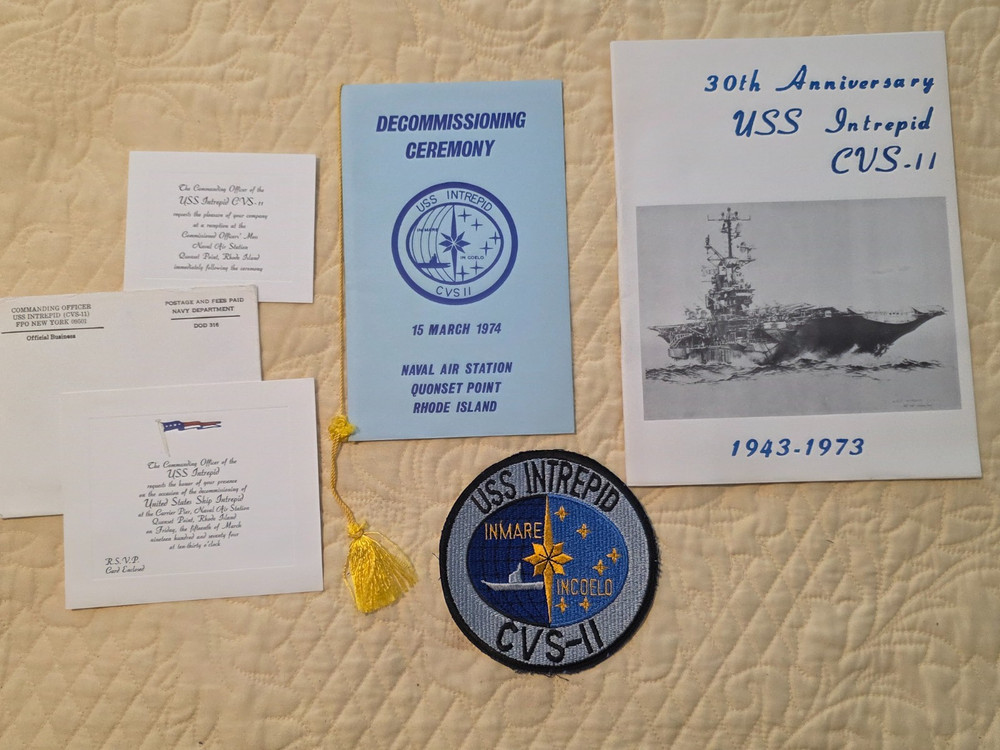 The Commanding Officer of the
USS Intrepid CVS-11
requests the pleasure of your company
at a reception at the
Commissioned Officers' Mess
Naval Air Station
Quonset Point, Rhode Island
immediately following the ceremony
COMMANDING OFFICER
USS INTREPID (CVS-11)
FPO NEW YORK 09501
Official Business
POSTAGE AND FEES PAID
NAVY DEPARTMENT
DOD 316
The Commanding Officer of the
USS Intrepid
requests the honor of your presence
on the occasion of the decommissioning of
United States Ship Intrepid
at the Carrier Pier, Naval Air Station
Quonset Point, Rhode Island
on Friday, the fifteenth of March
nineteen hundred and seventy four
at ten-thirty o'clock
R.S.V.P.
Card Enclosed
DECOMMISSIONING
CEREMONY
USS INTREPID
IN MARE
IN COELO
CVS 11
15 MARCH 1974
NAVAL AIR STATION
QUONSET POINT
RHODE ISLAND
30th Anniversary
USS Intrepid
CVS-11
1943-1973
USS INTREPID
INMARE
INCOELO
CVS-11